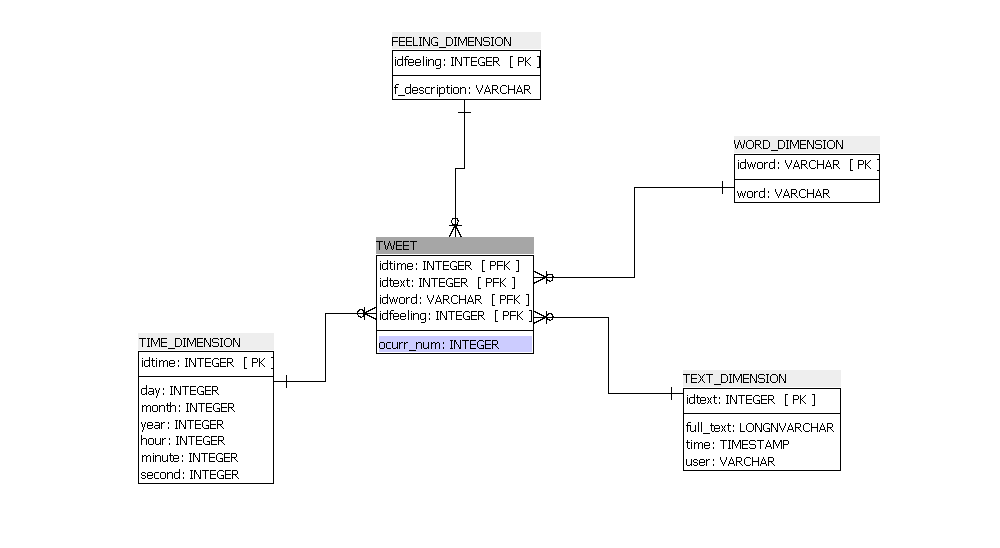 FEELING_DIMENSION
idfeeling: INTEGER [ PK ]
f_description: VARCHAR
WORD_DIMENSION
idword: VARCHAR [ PK ]
word: VARCHAR
TWEET
idtime: INTEGER [ PFK ]
idtext: INTEGER [ PFK ]
idword: VARCHAR [ PFK ]
idfeeling: INTEGER [ PFK ]
ocurr_num: INTEGER
TIME_DIMENSION
idtime: INTEGER [ PK ]
day: INTEGER
month: INTEGER
year: INTEGER
hour: INTEGER
minute: INTEGER
second: INTEGER
TEXT_DIMENSION
idtext: INTEGER [ PK ]
full_text: LONGNVARCHAR
time: TIMESTAMP
user: VARCHAR